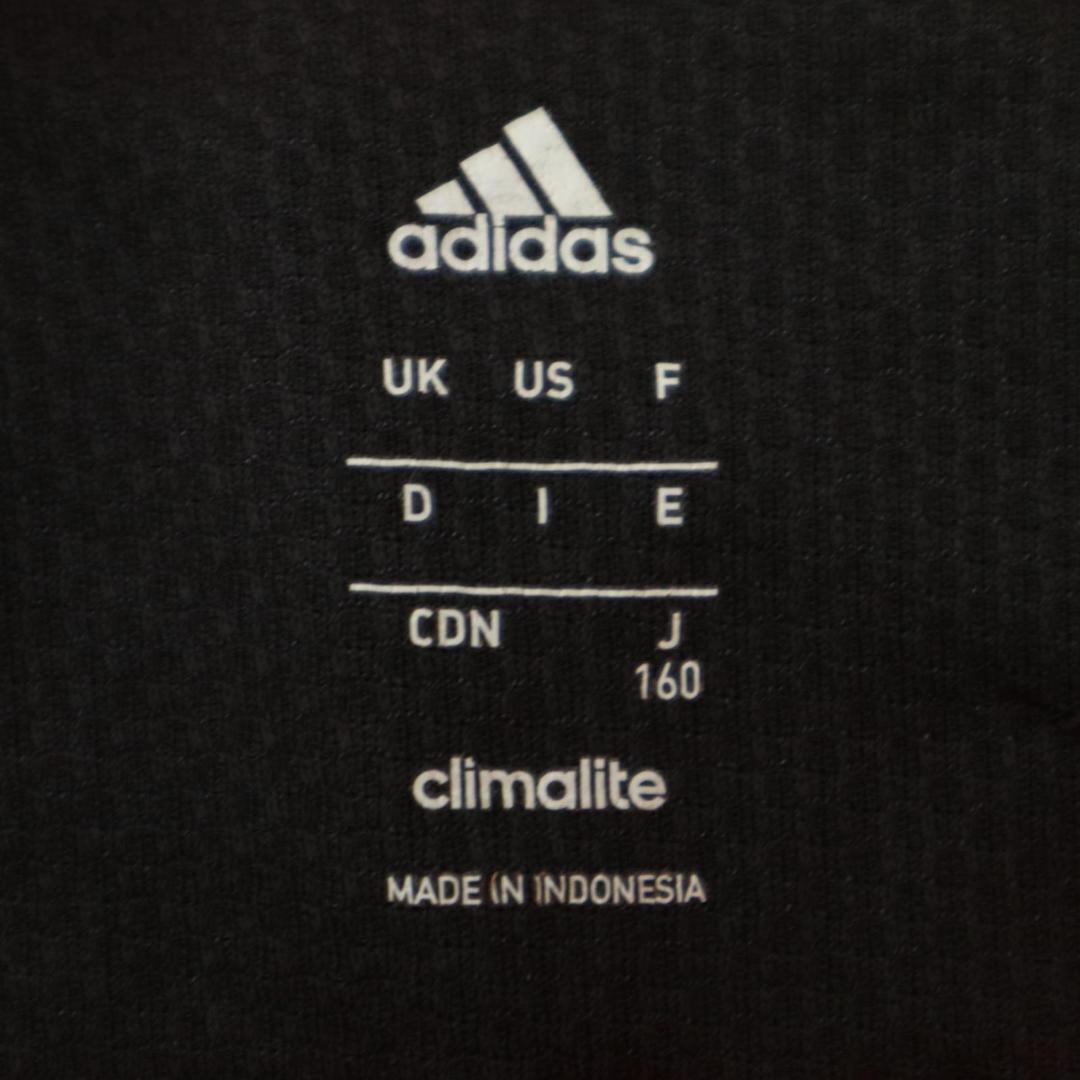 adidas
UK US F
D I E
CDN J
160
climalite
MADE IN INDONESIA